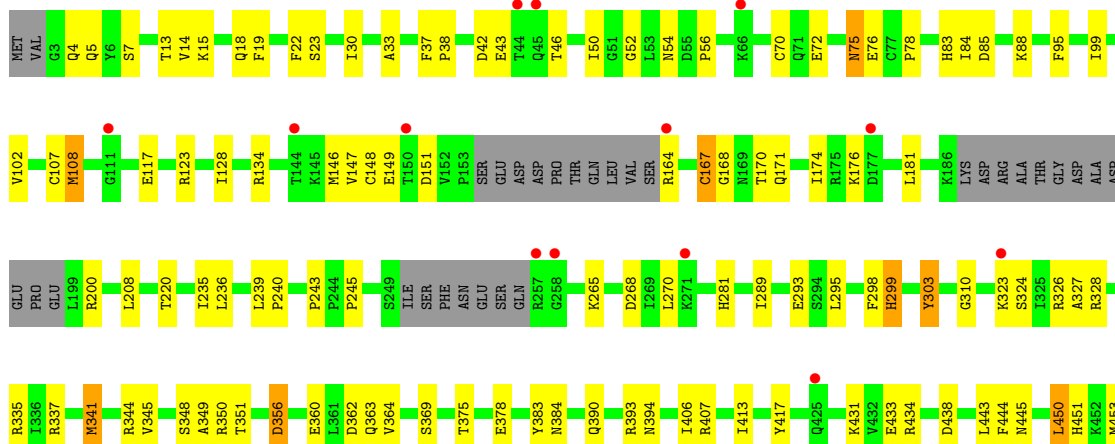 MET VAL G3 Q4 Q5 Y6 S7 T13 V14 K15 Q18 F19 F22 S23 I30 A33 F37 P38 D42 E43 T44 Q45 T46 I50 G51 G52 L53 N54 D55 P56 K66 C70 Q71 E72 N75 E76 C77 P78 H83 I84 D85 K88 F95 I99
V102 C107 M108 G111 E117 R123 I128 R134 T144 K145 M146 V147 C148 E149 T150 D151 V152 P153 SER GLU ASP ASP PRO THR GLN LEU VAL SER R164 C167 G168 N169 T170 Q171 I174 R175 K176 D177 L181 K186 LYS ASP ARG ALA THR GLY ASP ALA ASP
GLU PRO GLU L199 R200 L208 T220 I235 L236 L239 P240 P243 P244 P245 S249 ILE SER PHE ASN GLU SER GLN R257 G258 K265 D268 I269 L270 K271 H281 I289 E293 S294 L295 F298 H299 Y303 G310 K323 S324 I325 R326 A327 R328
R335 I336 R337 M341 R344 V345 S348 A349 R350 T351 D356 E360 L361 D362 Q363 V364 S369 T375 E378 Y383 N384 Q390 R393 N394 I406 R407 I413 Y417 Q425 K431 V432 E433 R434 D438 L443 F444 N445 L450 H451 K452